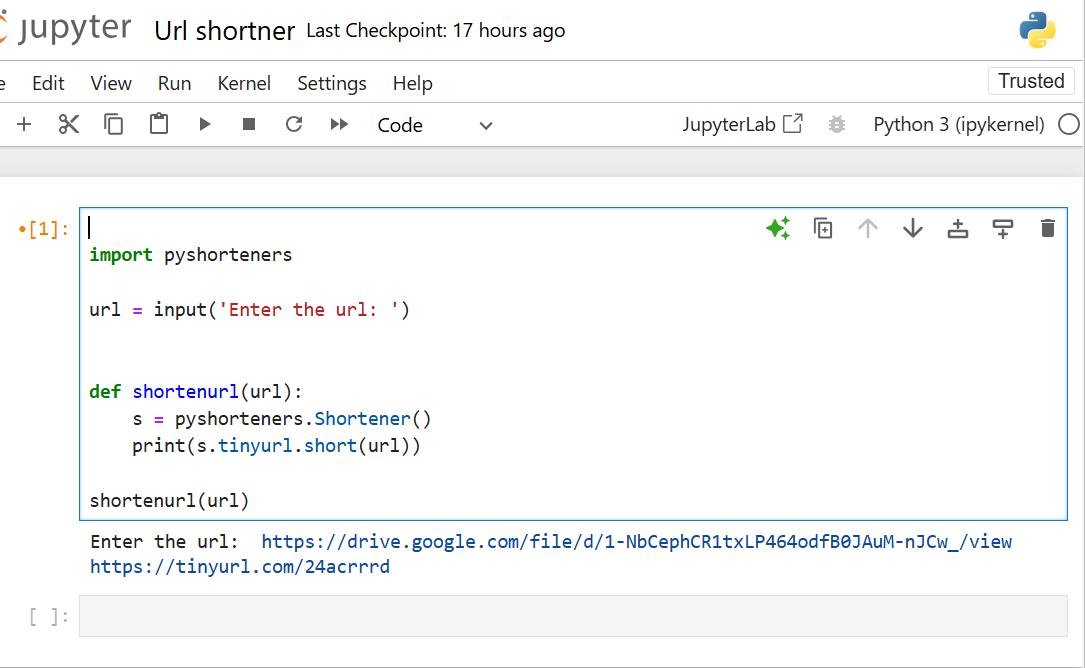 jupyter Url shortner Last Checkpoint: 17 hours ago
e Edit View Run Kernel Settings Help Trusted
Code JupyterLab Python 3 (ipykernel)
[1]:
import pyshorteners
url = input('Enter the url: ')
def shortenurl(url):
    s = pyshorteners.Shortener()
    print(s.tinyurl.short(url))
shortenurl(url)
Enter the url:  https://drive.google.com/file/d/1-NbCephCR1txLP464odfB0JAuM-nJCw_/view
https://tinyurl.com/24acrrrd
[ ]: